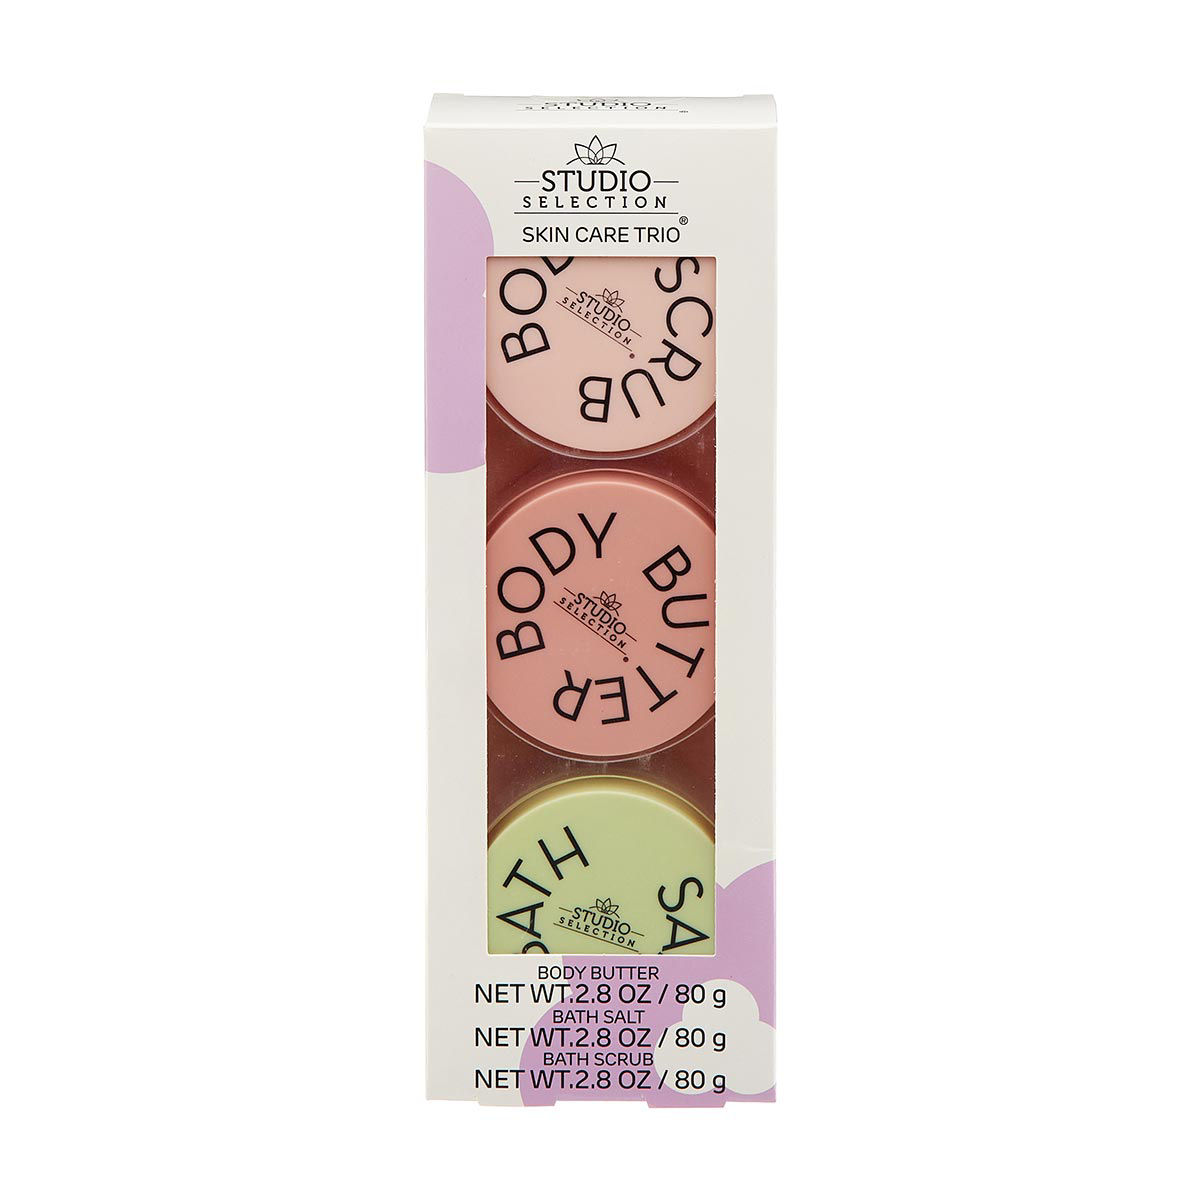 STUDIO
SELECTION ®
STUDIO
SELECTION
SKIN CARE TRIO®
BODY SCRUB
STUDIO
SELECTION ®
BODY BUTTER
STUDIO
SELECTION ®
BATH SA
STUDIO
SELECTION
BODY BUTTER
NET WT.2.8 OZ / 80 g
BATH SALT
NET WT.2.8 OZ / 80 g
BATH SCRUB
NET WT.2.8 OZ / 80 g